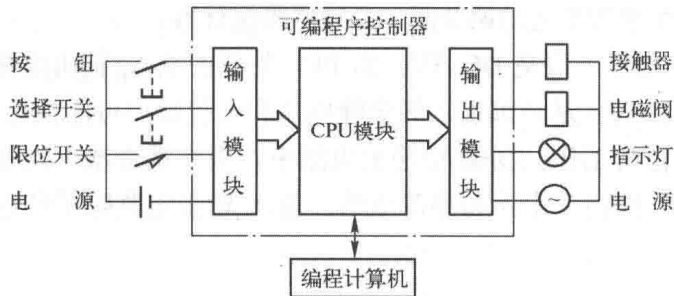 可编程序控制器
按 钮
选择开关
限位开关
电 源
输入模块
CPU模块
输出模块
接触器
电磁阀
指示灯
电 源
~
编程计算机